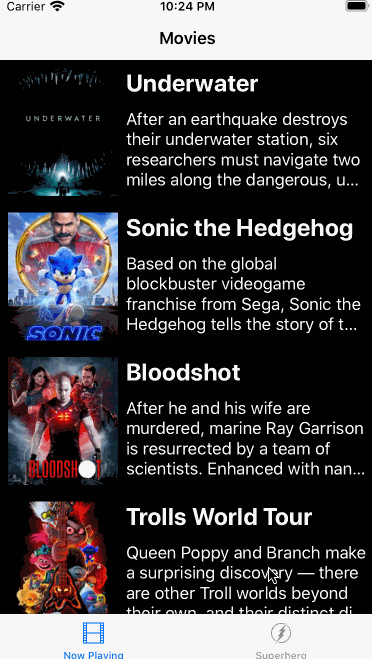 Carrier 10:24 PM
Movies
Underwater
After an earthquake destroys
their underwater station, six
researchers must navigate two
miles along the dangerous, u...
UNDERWATER
Sonic the Hedgehog
Based on the global
blockbuster videogame
franchise from Sega, Sonic the
Hedgehog tells the story of t...
SONIC
Bloodshot
After he and his wife are
murdered, marine Ray Garrison
is resurrected by a team of
scientists. Enhanced with nan...
BLOODSHOT
Trolls World Tour
Queen Poppy and Branch make
a surprising discovery — there
are other Troll worlds beyond
their own, and their distinct di...
Now Playing
Superhero